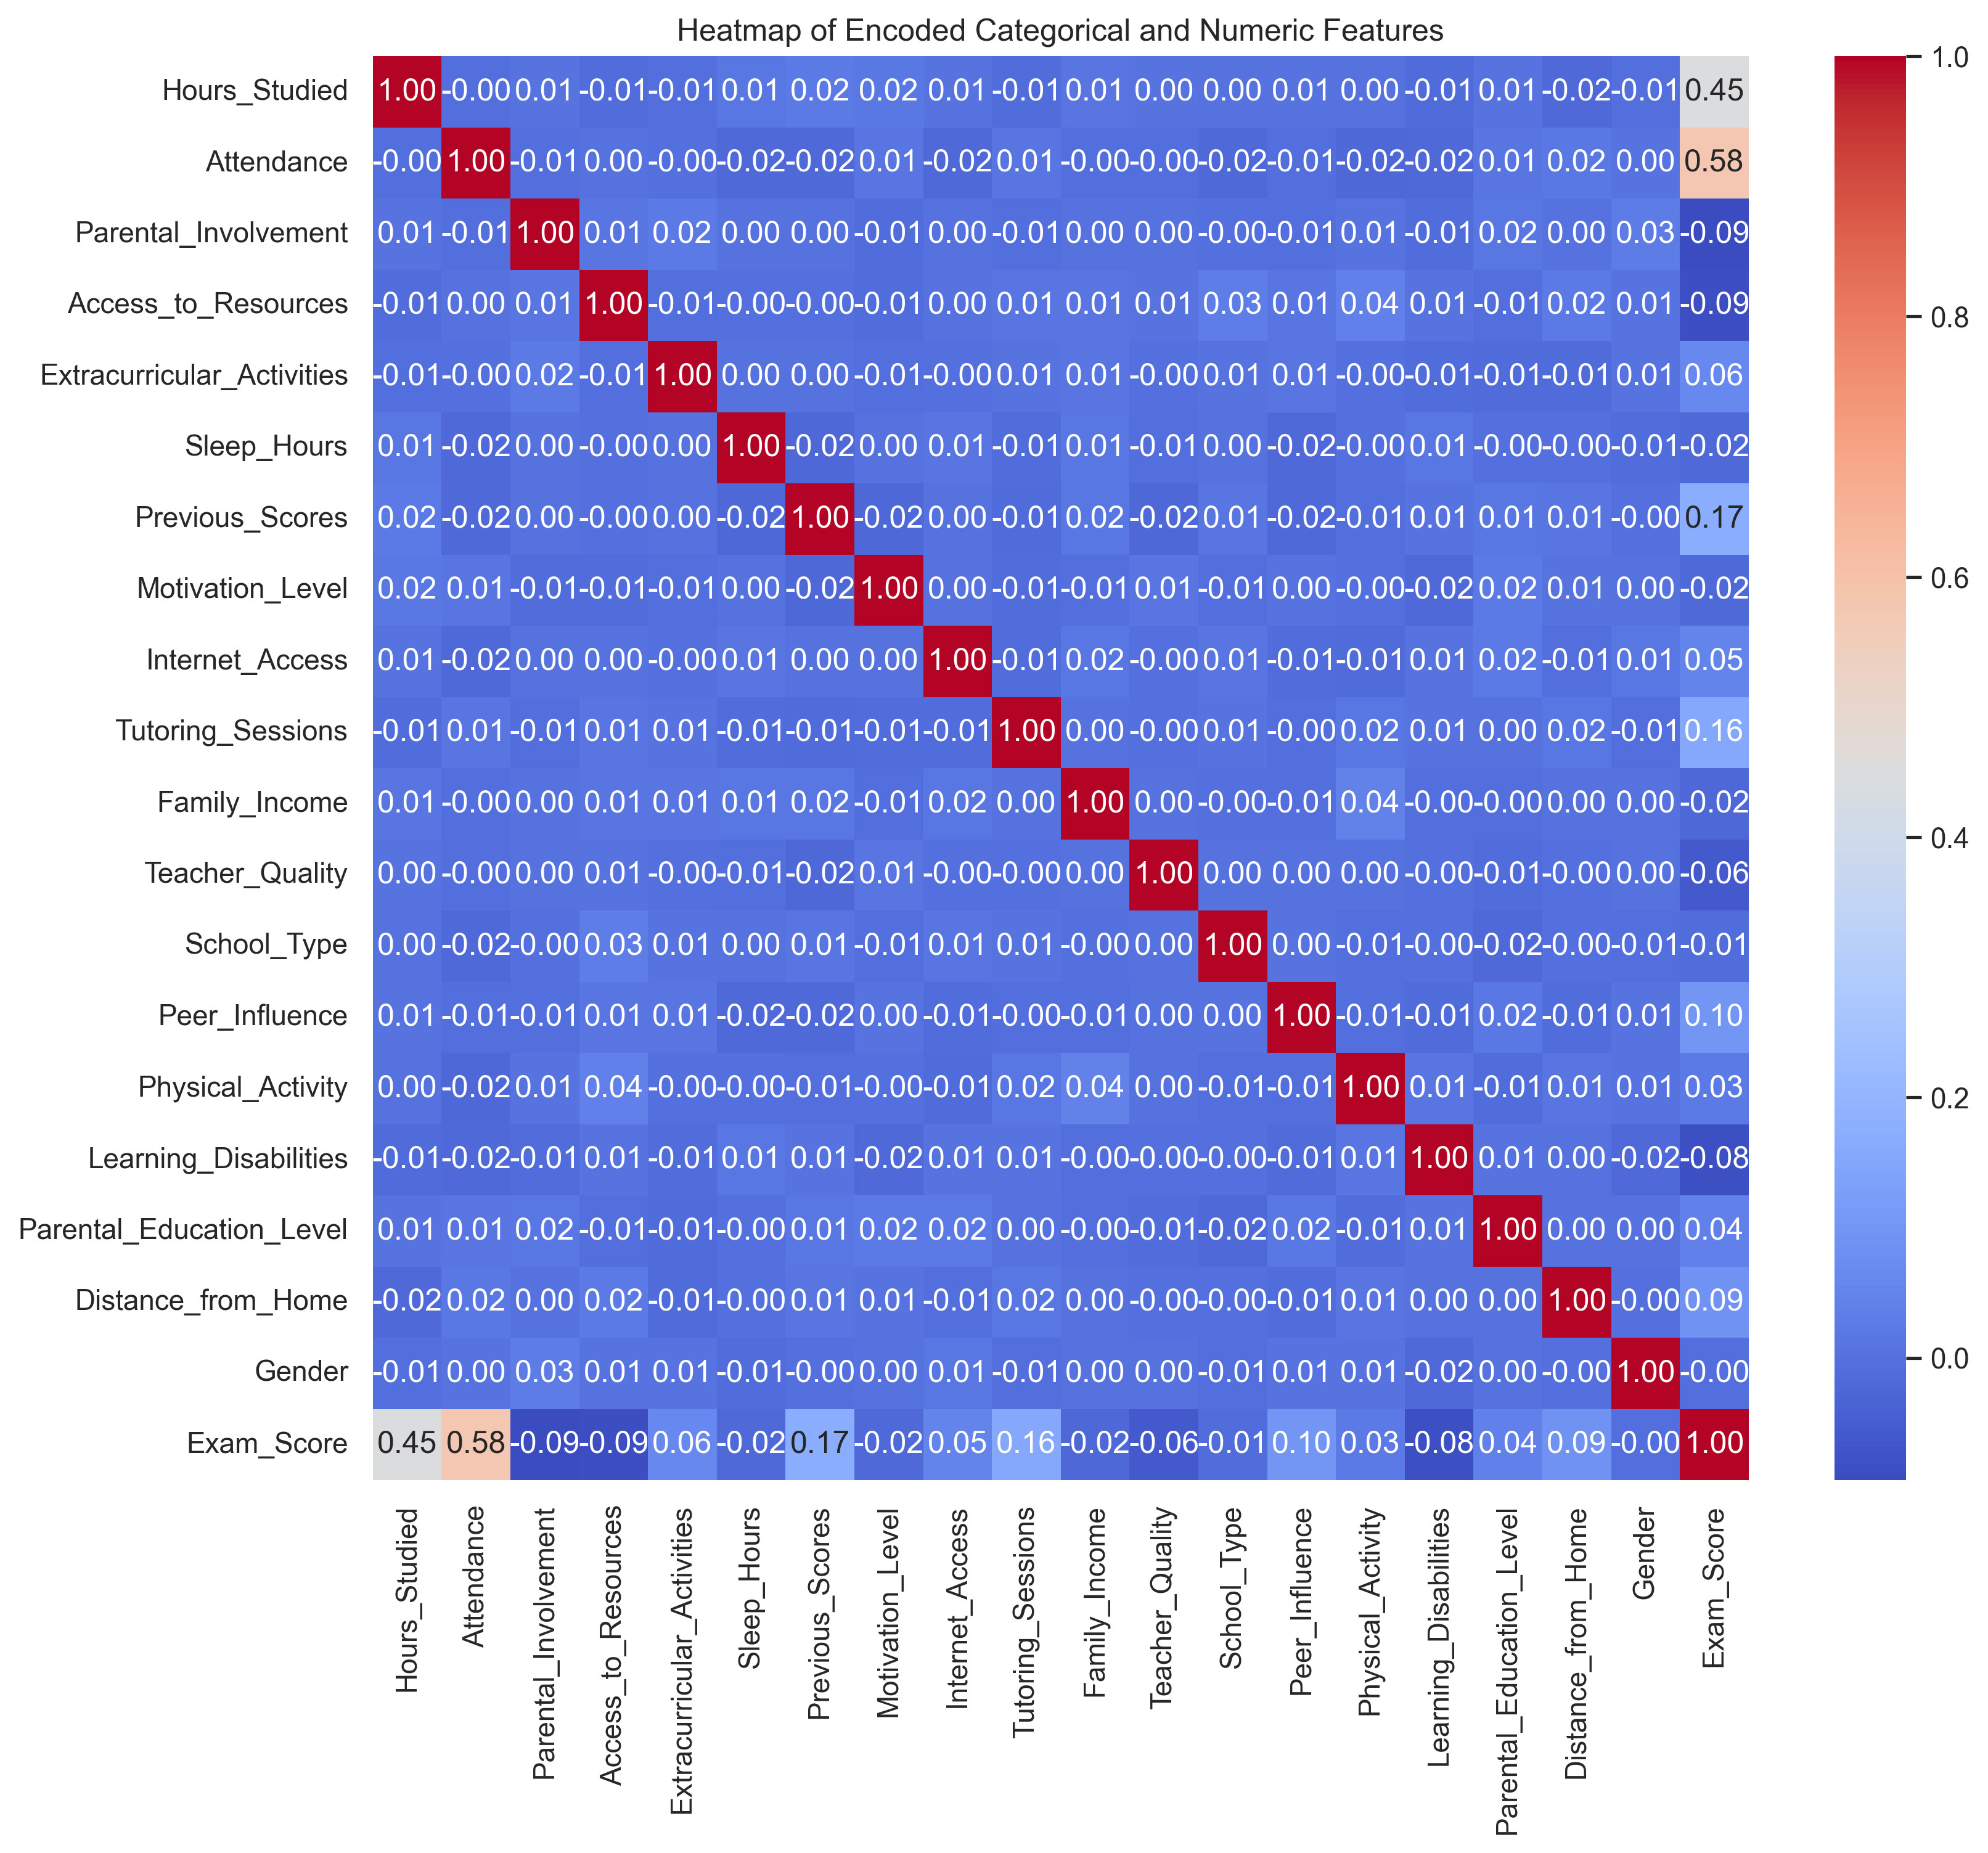 Heatmap of Encoded Categorical and Numeric Features
Hours_Studied 1.00 -0.00 0.01 -0.01 -0.01 0.01 0.02 0.02 0.01 -0.01 0.01 0.00 0.00 0.01 0.00 -0.01 0.01 -0.02 -0.01 0.45
Attendance -0.00 1.00 -0.01 0.00 -0.00 -0.02 -0.02 0.01 -0.02 0.01 -0.00 -0.00 -0.02 -0.01 -0.02 -0.02 0.01 0.02 0.00 0.58
Parental_Involvement 0.01 -0.01 1.00 0.01 0.02 0.00 0.00 -0.01 0.00 -0.01 0.00 0.00 -0.00 -0.01 0.01 -0.01 0.02 0.00 0.03 -0.09
Access_to_Resources -0.01 0.00 0.01 1.00 -0.01 -0.00 -0.00 -0.01 0.00 0.01 0.01 0.01 0.03 0.01 0.04 0.01 -0.01 0.02 0.01 -0.09
Extracurricular_Activities -0.01 -0.00 0.02 -0.01 1.00 0.00 0.00 -0.01 -0.00 0.01 0.01 -0.00 0.01 0.01 -0.00 -0.01 -0.01 -0.01 0.01 0.06
Sleep_Hours 0.01 -0.02 0.00 -0.00 0.00 1.00 -0.02 0.00 0.01 -0.01 0.01 -0.01 0.00 -0.02 -0.00 0.01 -0.00 -0.00 -0.01 -0.02
Previous_Scores 0.02 -0.02 0.00 -0.00 0.00 -0.02 1.00 -0.02 0.00 -0.01 0.02 -0.02 0.01 -0.02 -0.01 0.01 0.01 0.01 -0.00 0.17
Motivation_Level 0.02 0.01 -0.01 -0.01 -0.01 0.00 -0.02 1.00 0.00 -0.01 -0.01 0.01 -0.01 0.00 -0.00 -0.02 0.02 0.01 0.00 -0.02
Internet_Access 0.01 -0.02 0.00 0.00 -0.00 0.01 0.00 0.00 1.00 -0.01 0.02 -0.00 0.01 -0.01 -0.01 0.01 0.02 -0.01 0.01 0.05
Tutoring_Sessions -0.01 0.01 -0.01 0.01 0.01 -0.01 -0.01 -0.01 -0.01 1.00 0.00 -0.00 0.01 -0.00 0.02 0.01 0.00 0.02 -0.01 0.16
Family_Income 0.01 -0.00 0.00 0.01 0.01 0.01 0.02 -0.01 0.02 0.00 1.00 0.00 -0.00 -0.01 0.04 -0.00 -0.00 0.00 0.00 -0.02
Teacher_Quality 0.00 -0.00 0.00 0.01 -0.00 -0.01 -0.02 0.01 -0.00 -0.00 0.00 1.00 0.00 0.00 0.00 -0.00 -0.01 -0.00 0.00 -0.06
School_Type 0.00 -0.02 -0.00 0.03 0.01 0.00 0.01 -0.01 0.01 0.01 -0.00 0.00 1.00 0.00 -0.01 -0.00 -0.02 -0.00 -0.01 -0.01
Peer_Influence 0.01 -0.01 -0.01 0.01 0.01 -0.02 -0.02 0.00 -0.01 -0.00 -0.01 0.00 0.00 1.00 -0.01 -0.01 0.02 -0.01 0.01 0.10
Physical_Activity 0.00 -0.02 0.01 0.04 -0.00 -0.00 -0.01 -0.00 -0.01 0.02 0.04 0.00 -0.01 -0.01 1.00 0.01 -0.01 0.01 0.01 0.03
Learning_Disabilities -0.01 -0.02 -0.01 0.01 -0.01 0.01 0.01 -0.02 0.01 0.01 -0.00 -0.00 -0.00 -0.01 0.01 1.00 0.01 0.00 -0.02 -0.08
Parental_Education_Level 0.01 0.01 0.02 -0.01 -0.01 -0.00 0.01 0.02 0.02 0.00 -0.00 -0.01 -0.02 0.02 -0.01 0.01 1.00 0.00 0.00 0.04
Distance_from_Home -0.02 0.02 0.00 0.02 -0.01 -0.00 0.01 0.01 -0.01 0.02 0.00 -0.00 -0.00 -0.01 0.01 0.00 0.00 1.00 -0.00 0.09
Gender -0.01 0.00 0.03 0.01 0.01 -0.01 -0.00 0.00 0.01 -0.01 0.00 0.00 -0.01 0.01 0.01 -0.02 0.00 -0.00 1.00 -0.00
Exam_Score 0.45 0.58 -0.09 -0.09 0.06 -0.02 0.17 -0.02 0.05 0.16 -0.02 -0.06 -0.01 0.10 0.03 -0.08 0.04 0.09 -0.00 1.00
Hours_Studied
Attendance
Parental_Involvement
Access_to_Resources
Extracurricular_Activities
Sleep_Hours
Previous_Scores
Motivation_Level
Internet_Access
Tutoring_Sessions
Family_Income
Teacher_Quality
School_Type
Peer_Influence
Physical_Activity
Learning_Disabilities
Parental_Education_Level
Distance_from_Home
Gender
Exam_Score
1.0
0.8
0.6
0.4
0.2
0.0